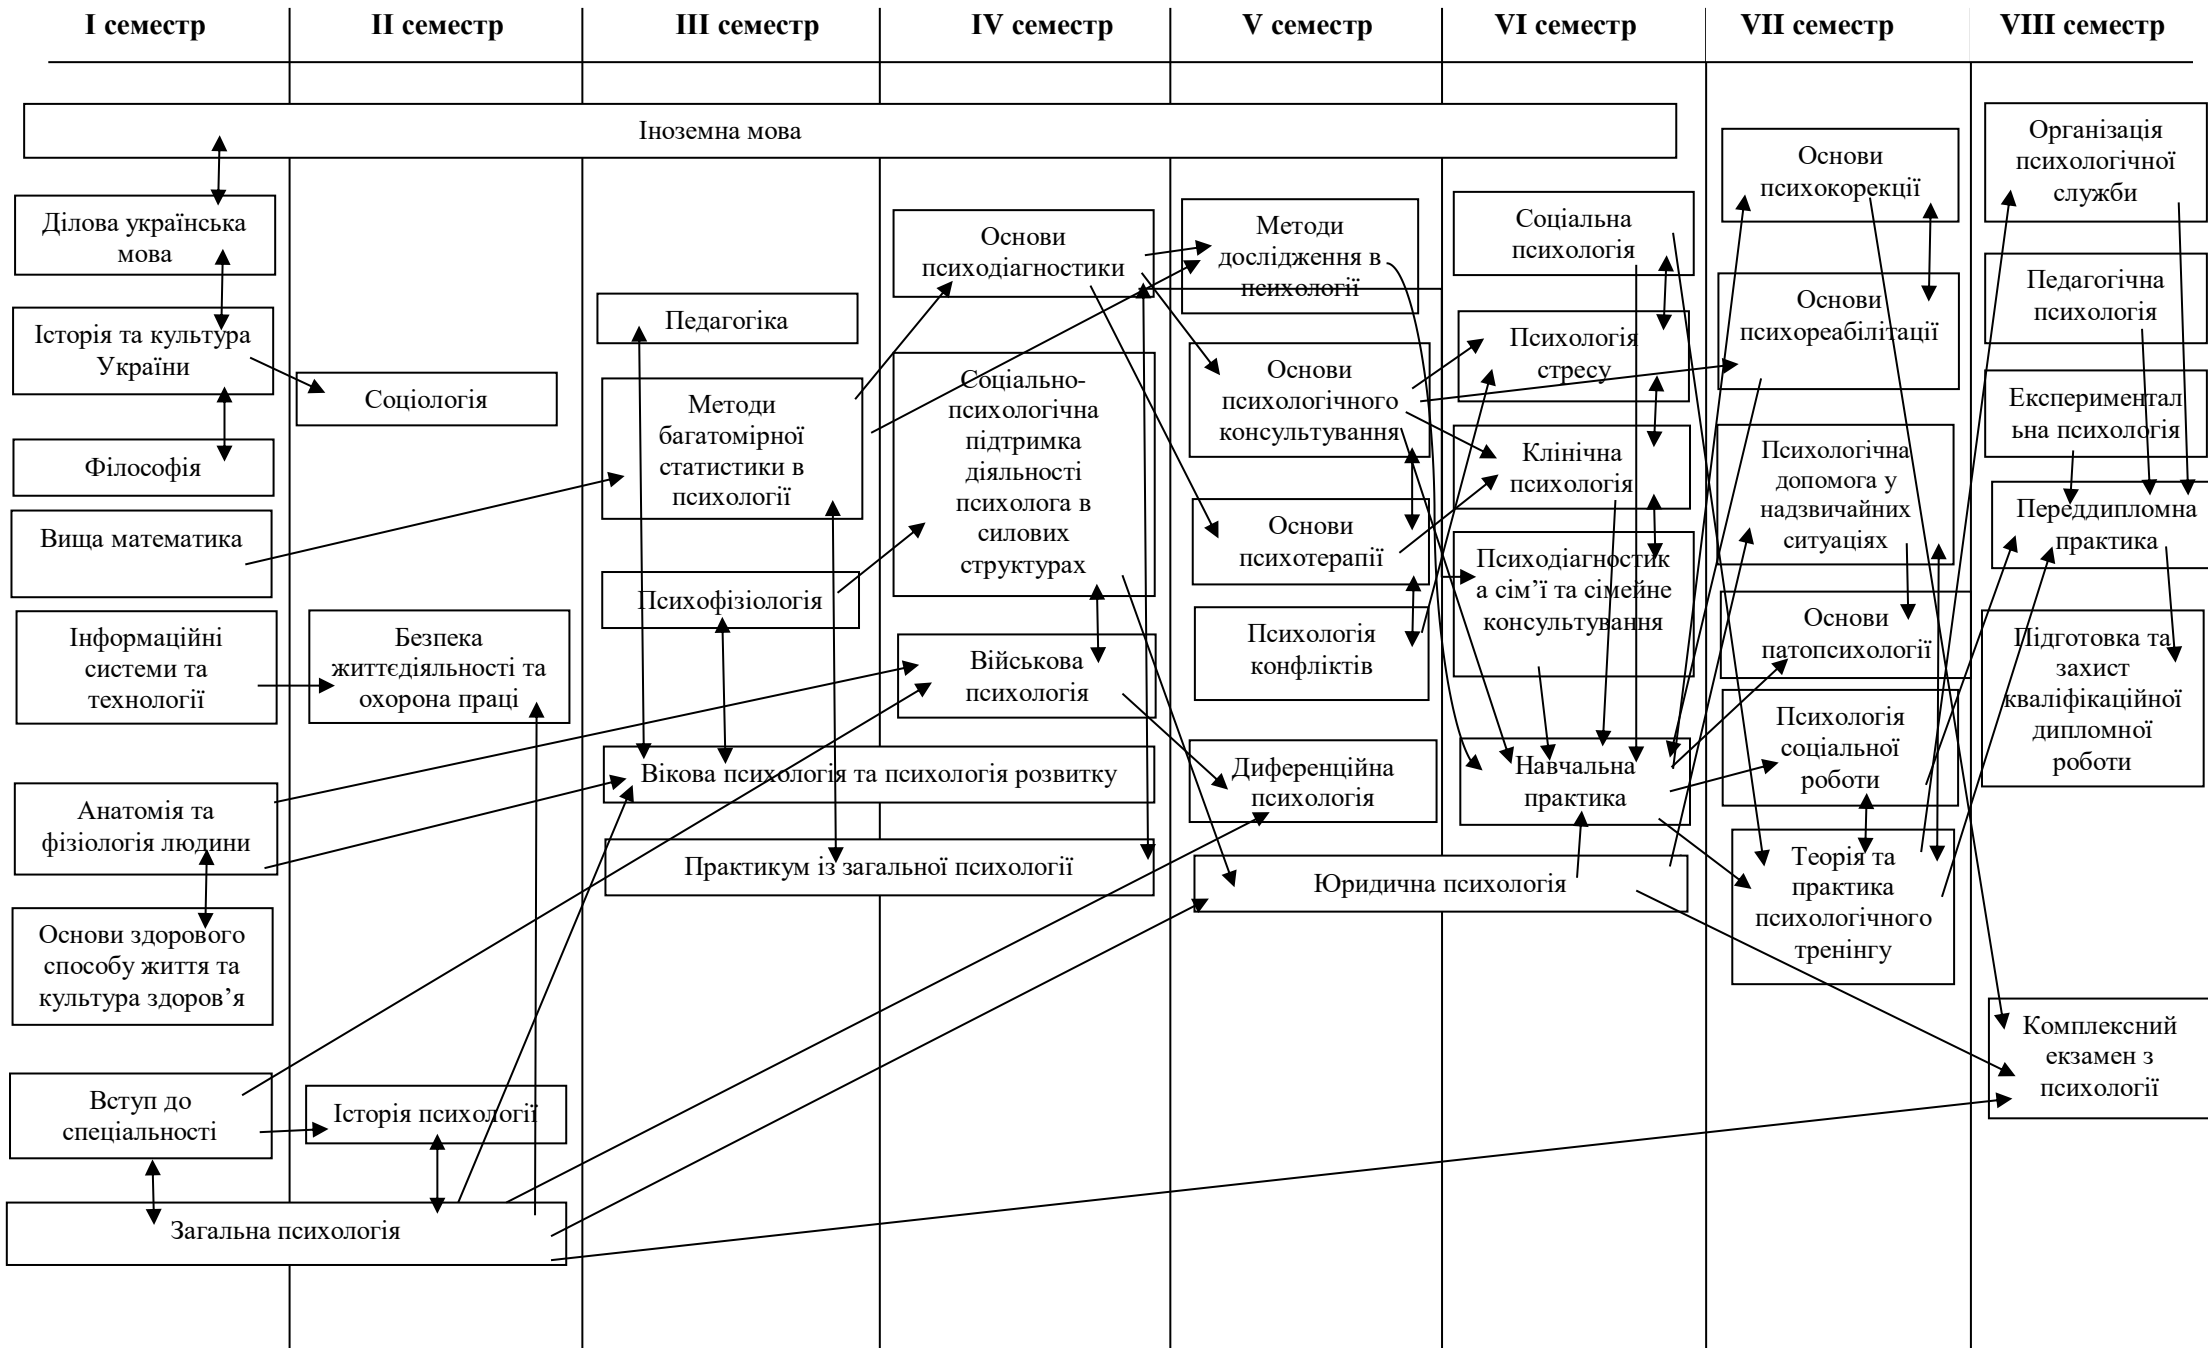 I семестр
II семестр
III семестр
IV семестр
V семестр
VI семестр
VII семестр
VIII семестр
Іноземна мова
Ділова українська
мова
Історія та культура
України
Філософія
Вища математика
Інформаційні
системи та
технології
Анатомія та
фізіологія людини
Основи здорового
способу життя та
культура здоров’я
Вступ до
спеціальності
Загальна психологія
Соціологія
Безпека
життєдіяльності та
охорона праці
Історія психології
Педагогіка
Методи
багатомірної
статистики в
психології
Психофізіологія
Вікова психологія та психологія розвитку
Практикум із загальної психології
Основи
психодіагностики
Соціально-
психологічна
підтримка
діяльності
психолога в
силових
структурах
Військова
психологія
Методи
дослідження в
психології
Основи
психологічного
консультування
Основи
психотерапії
Психологія
конфліктів
Диференційна
психологія
Юридична психологія
Соціальна
психологія
Психологія
стресу
Клінічна
психологія
Психодіагностик
а сім’ї та сімейне
консультування
Навчальна
практика
Основи
психокорекції
Основи
психореабілітації
Психологічна
допомога у
надзвичайних
ситуаціях
Основи
патопсихології
Психологія
соціальної
роботи
Теорія та
практика
психологічного
тренінгу
Організація
психологічної
служби
Педагогічна
психологія
Експериментал
ьна психологія
Переддипломна
практика
Підготовка та
захист
кваліфікаційної
дипломної
роботи
Комплексний
екзамен з
психології